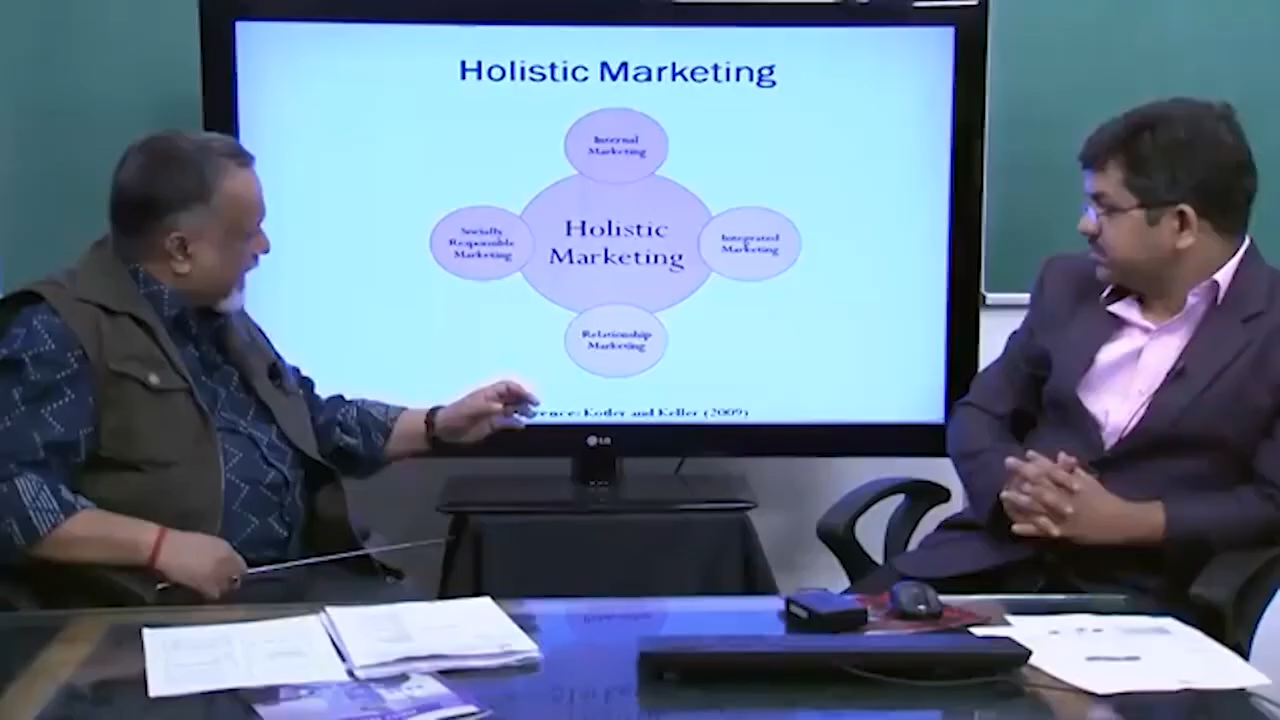 Holistic Marketing
Internal
Marketing
Socially
Responsible
Marketing
Holistic
Marketing
Integrated
Marketing
Relationship
Marketing
Kotler and Keller (2009)
LG